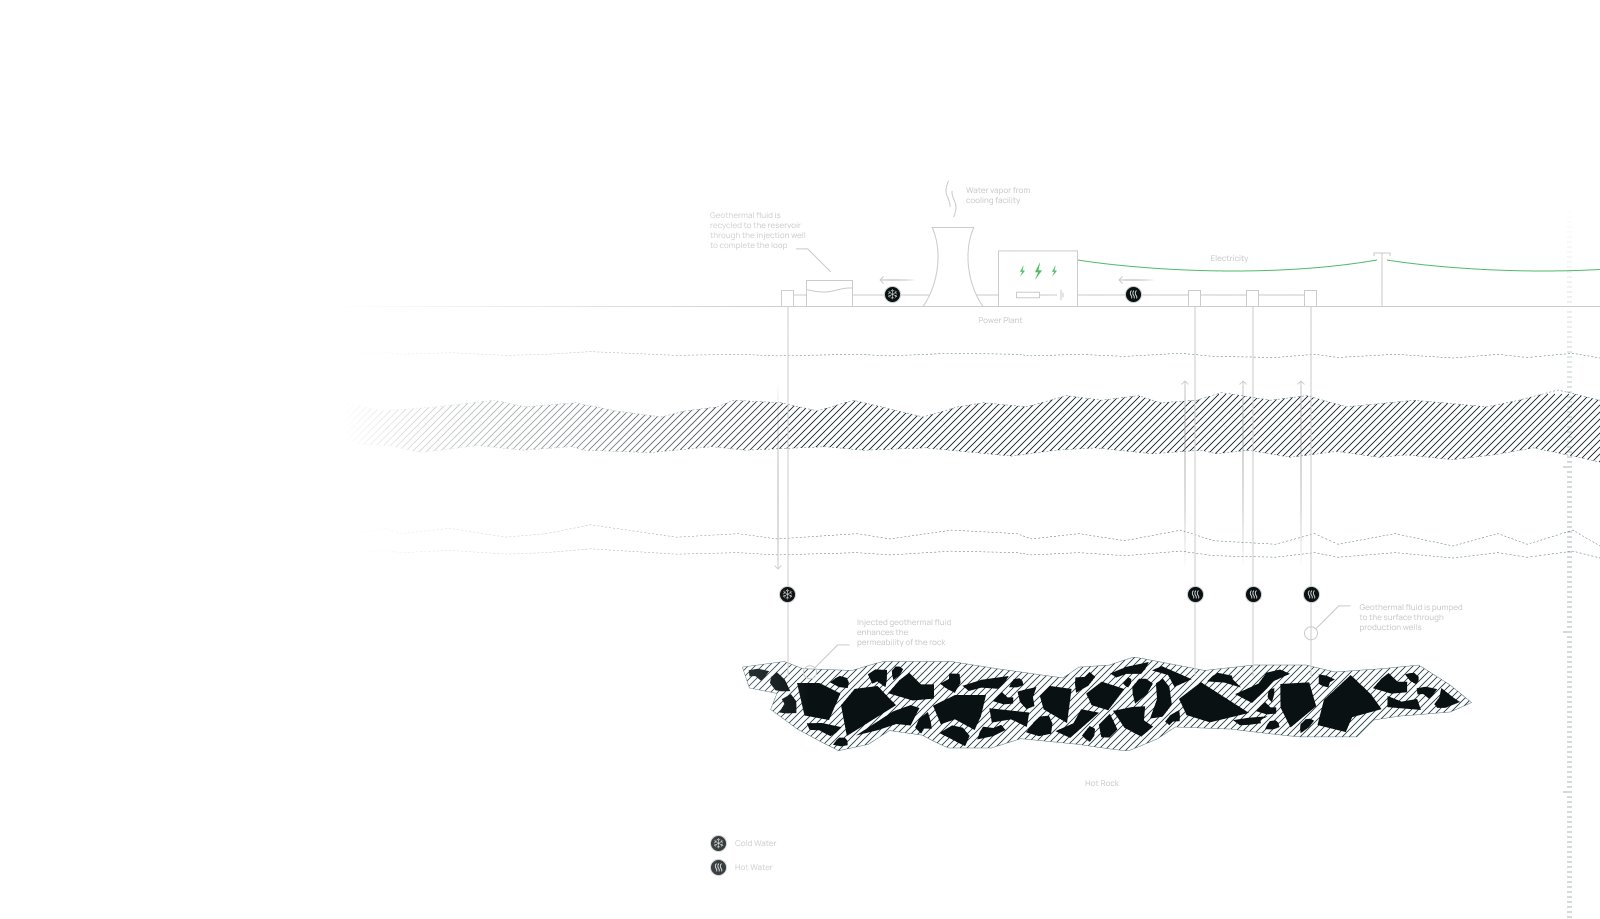 Water vapor from
cooling facility
Geothermal fluid is
recycled to the reservoir
through the injection well
to complete the loop
Electricity
Power Plant
Geothermal fluid is pumped
to the surface through
production wells
Injected geothermal fluid
enhances the
permeability of the rock
Hot Rock
Cold Water
Hot Water